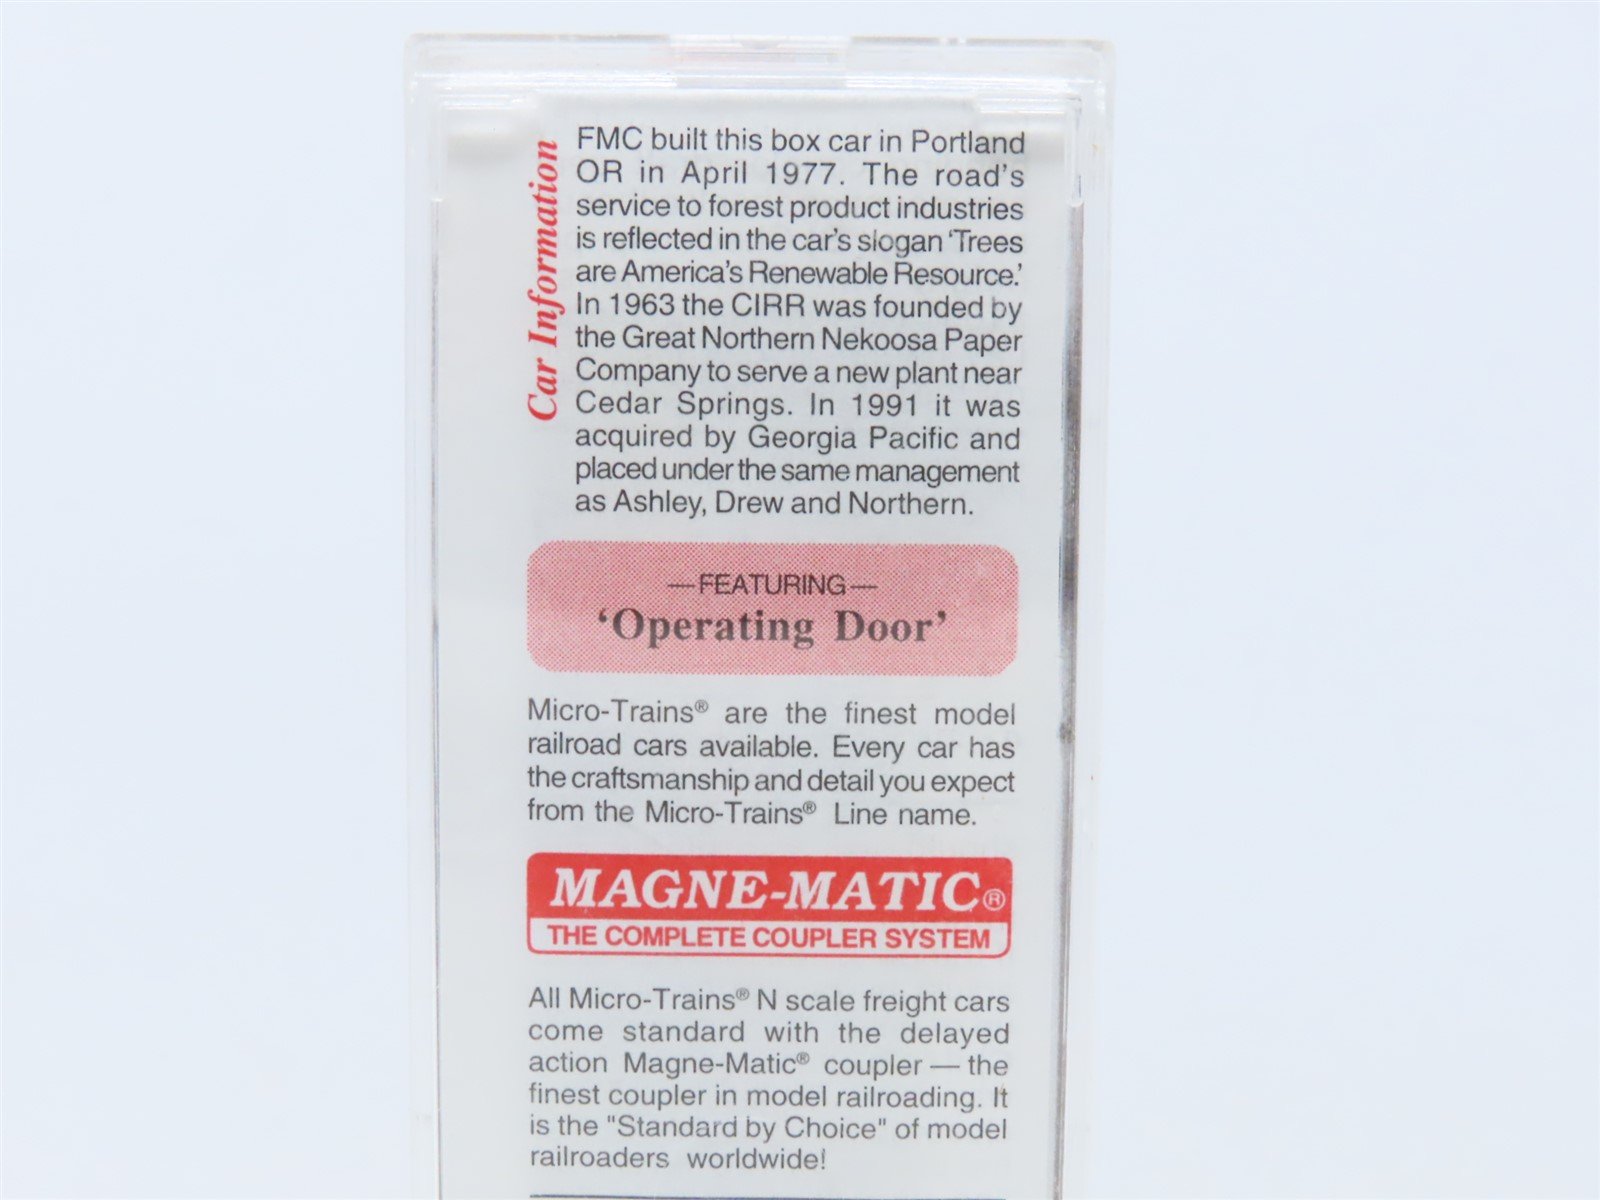 Car Information
FMC built this box car in Portland
OR in April 1977. The road's
service to forest product industries
is reflected in the car's slogan 'Trees
are America's Renewable Resource.'
In 1963 the CIRR was founded by
the Great Northern Nekoosa Paper
Company to serve a new plant near
Cedar Springs. In 1991 it was
acquired by Georgia Pacific and
placed under the same management
as Ashley, Drew and Northern.
—FEATURING—
'Operating Door'
Micro-Trains® are the finest model
railroad cars available. Every car has
the craftsmanship and detail you expect
from the Micro-Trains® Line name.
MAGNE-MATIC®
THE COMPLETE COUPLER SYSTEM
All Micro-Trains® N scale freight cars
come standard with the delayed
action Magne-Matic® coupler — the
finest coupler in model railroading. It
is the "Standard by Choice" of model
railroaders worldwide!